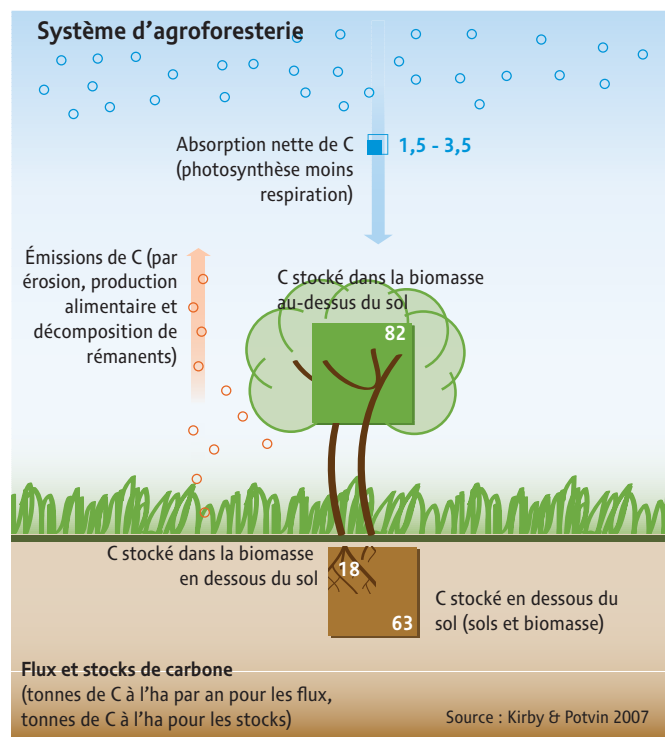 Système d'agroforesterie
Absorption nette de C
(photosynthèse moins
respiration)
1,5 - 3,5
Émissions de C (par
érosion, production
alimentaire et
décomposition de
rémanents)
C stocké dans la biomasse
au-dessus du sol
82
C stocké dans la biomasse
en dessous du sol
18
63
C stocké en dessous du
sol (sols et biomasse)
Flux et stocks de carbone
(tonnes de C à l'ha par an pour les flux,
tonnes de C à l'ha pour les stocks)
Source : Kirby & Potvin 2007